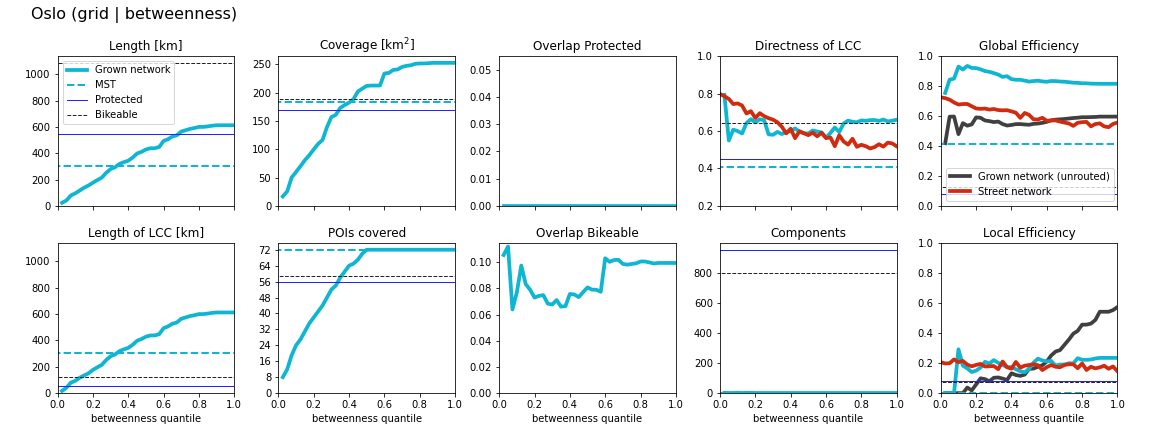 Oslo (grid | betweenness)
Length [km]
Coverage [km²]
Overlap Protected
Directness of LCC
Global Efficiency
1000
800
600
400
200
0
Grown network
MST
Protected
Bikeable
250
200
150
100
50
0
0.05
0.04
0.03
0.02
0.01
0.00
1.0
0.8
0.6
0.4
0.2
1.0
0.8
0.6
0.4
0.2
0.0
Grown network (unrouted)
Street network
Length of LCC [km]
POIs covered
Overlap Bikeable
Components
Local Efficiency
1000
800
600
400
200
0
0.0 0.2 0.4 0.6 0.8 1.0
betweenness quantile
72
64
56
48
40
32
24
16
8
0.0 0.2 0.4 0.6 0.8 1.0
betweenness quantile
0.10
0.08
0.06
0.04
0.02
0.00
0.0 0.2 0.4 0.6 0.8 1.0
betweenness quantile
800
600
400
200
0
0.0 0.2 0.4 0.6 0.8 1.0
betweenness quantile
1.0
0.8
0.6
0.4
0.2
0.0
0.0 0.2 0.4 0.6 0.8 1.0
betweenness quantile